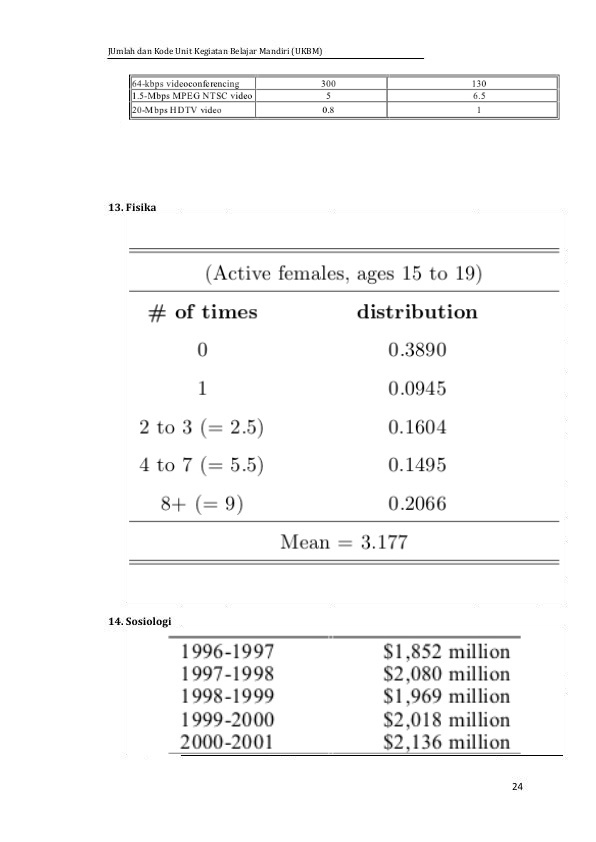 JUmlah dan Kode Unit Kegiatan Belajar Mandiri (UKBM)
64-kbps videoconferencing 300 130
1.5-Mbps MPEG NTSC video 5 6.5
20-Mbps HDTV video 0.8 1
13. Fisika
(Active females, ages 15 to 19)
# of times distribution
0 0.3890
1 0.0945
2 to 3 (= 2.5) 0.1604
4 to 7 (= 5.5) 0.1495
8+ (= 9) 0.2066
Mean = 3.177
14. Sosiologi
1996-1997 $1,852 million
1997-1998 $2,080 million
1998-1999 $1,969 million
1999-2000 $2,018 million
2000-2001 $2,136 million
24